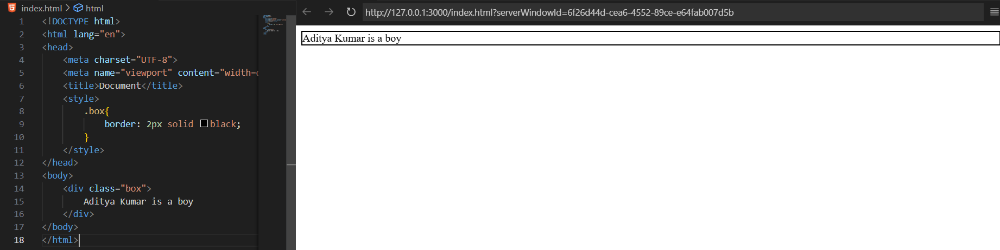 index.html > html
1 <!DOCTYPE html>
2 <html lang="en">
3 <head>
4 <meta charset="UTF-8">
5 <meta name="viewport" content="width=
6 <title>Document</title>
7 <style>
8 .box{
9 border: 2px solid black;
10 }
11 </style>
12 </head>
13 <body>
14 <div class="box">
15 Aditya Kumar is a boy
16 </div>
17 </body>
18 </html>
http://127.0.0.1:3000/index.html?serverWindowId=6f26d44d-cea6-4552-89ce-e64fab007d5b
Aditya Kumar is a boy